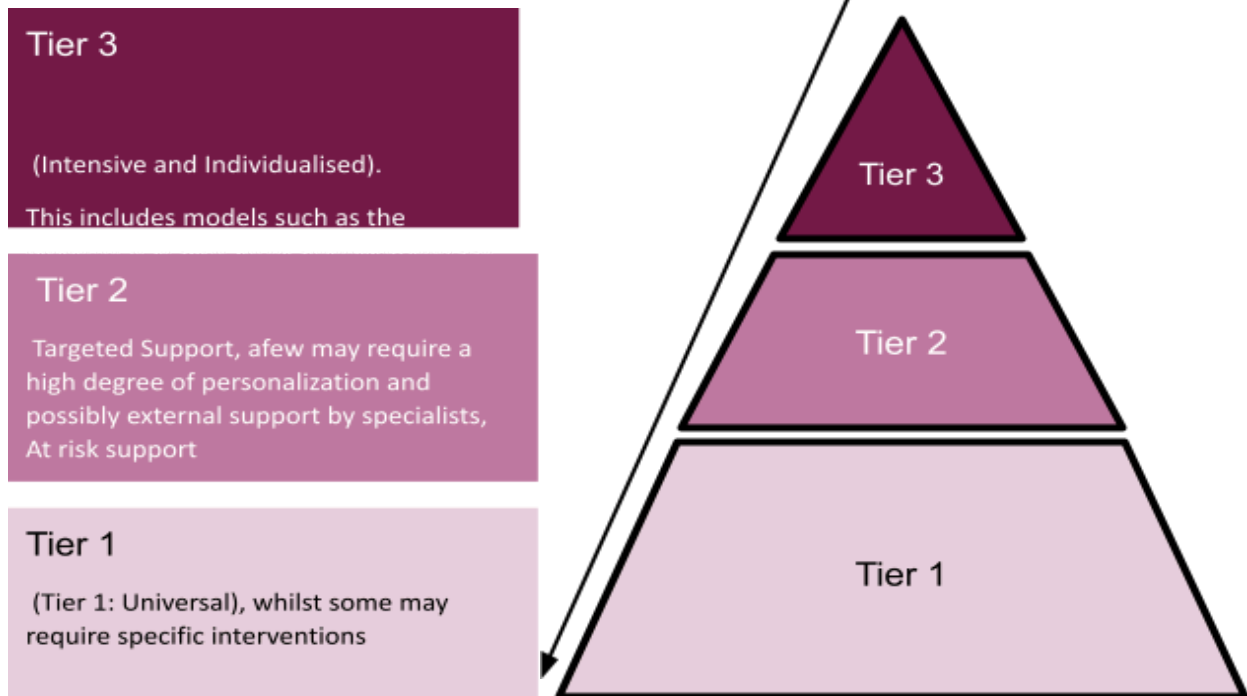 Tier 3
(Intensive and Individualised).
This includes models such as the
Tier 2
Targeted Support, afew may require a
high degree of personalization and
possibly external support by specialists,
At risk support
Tier 1
(Tier 1: Universal), whilst some may
require specific interventions
Tier 3
Tier 2
Tier 1